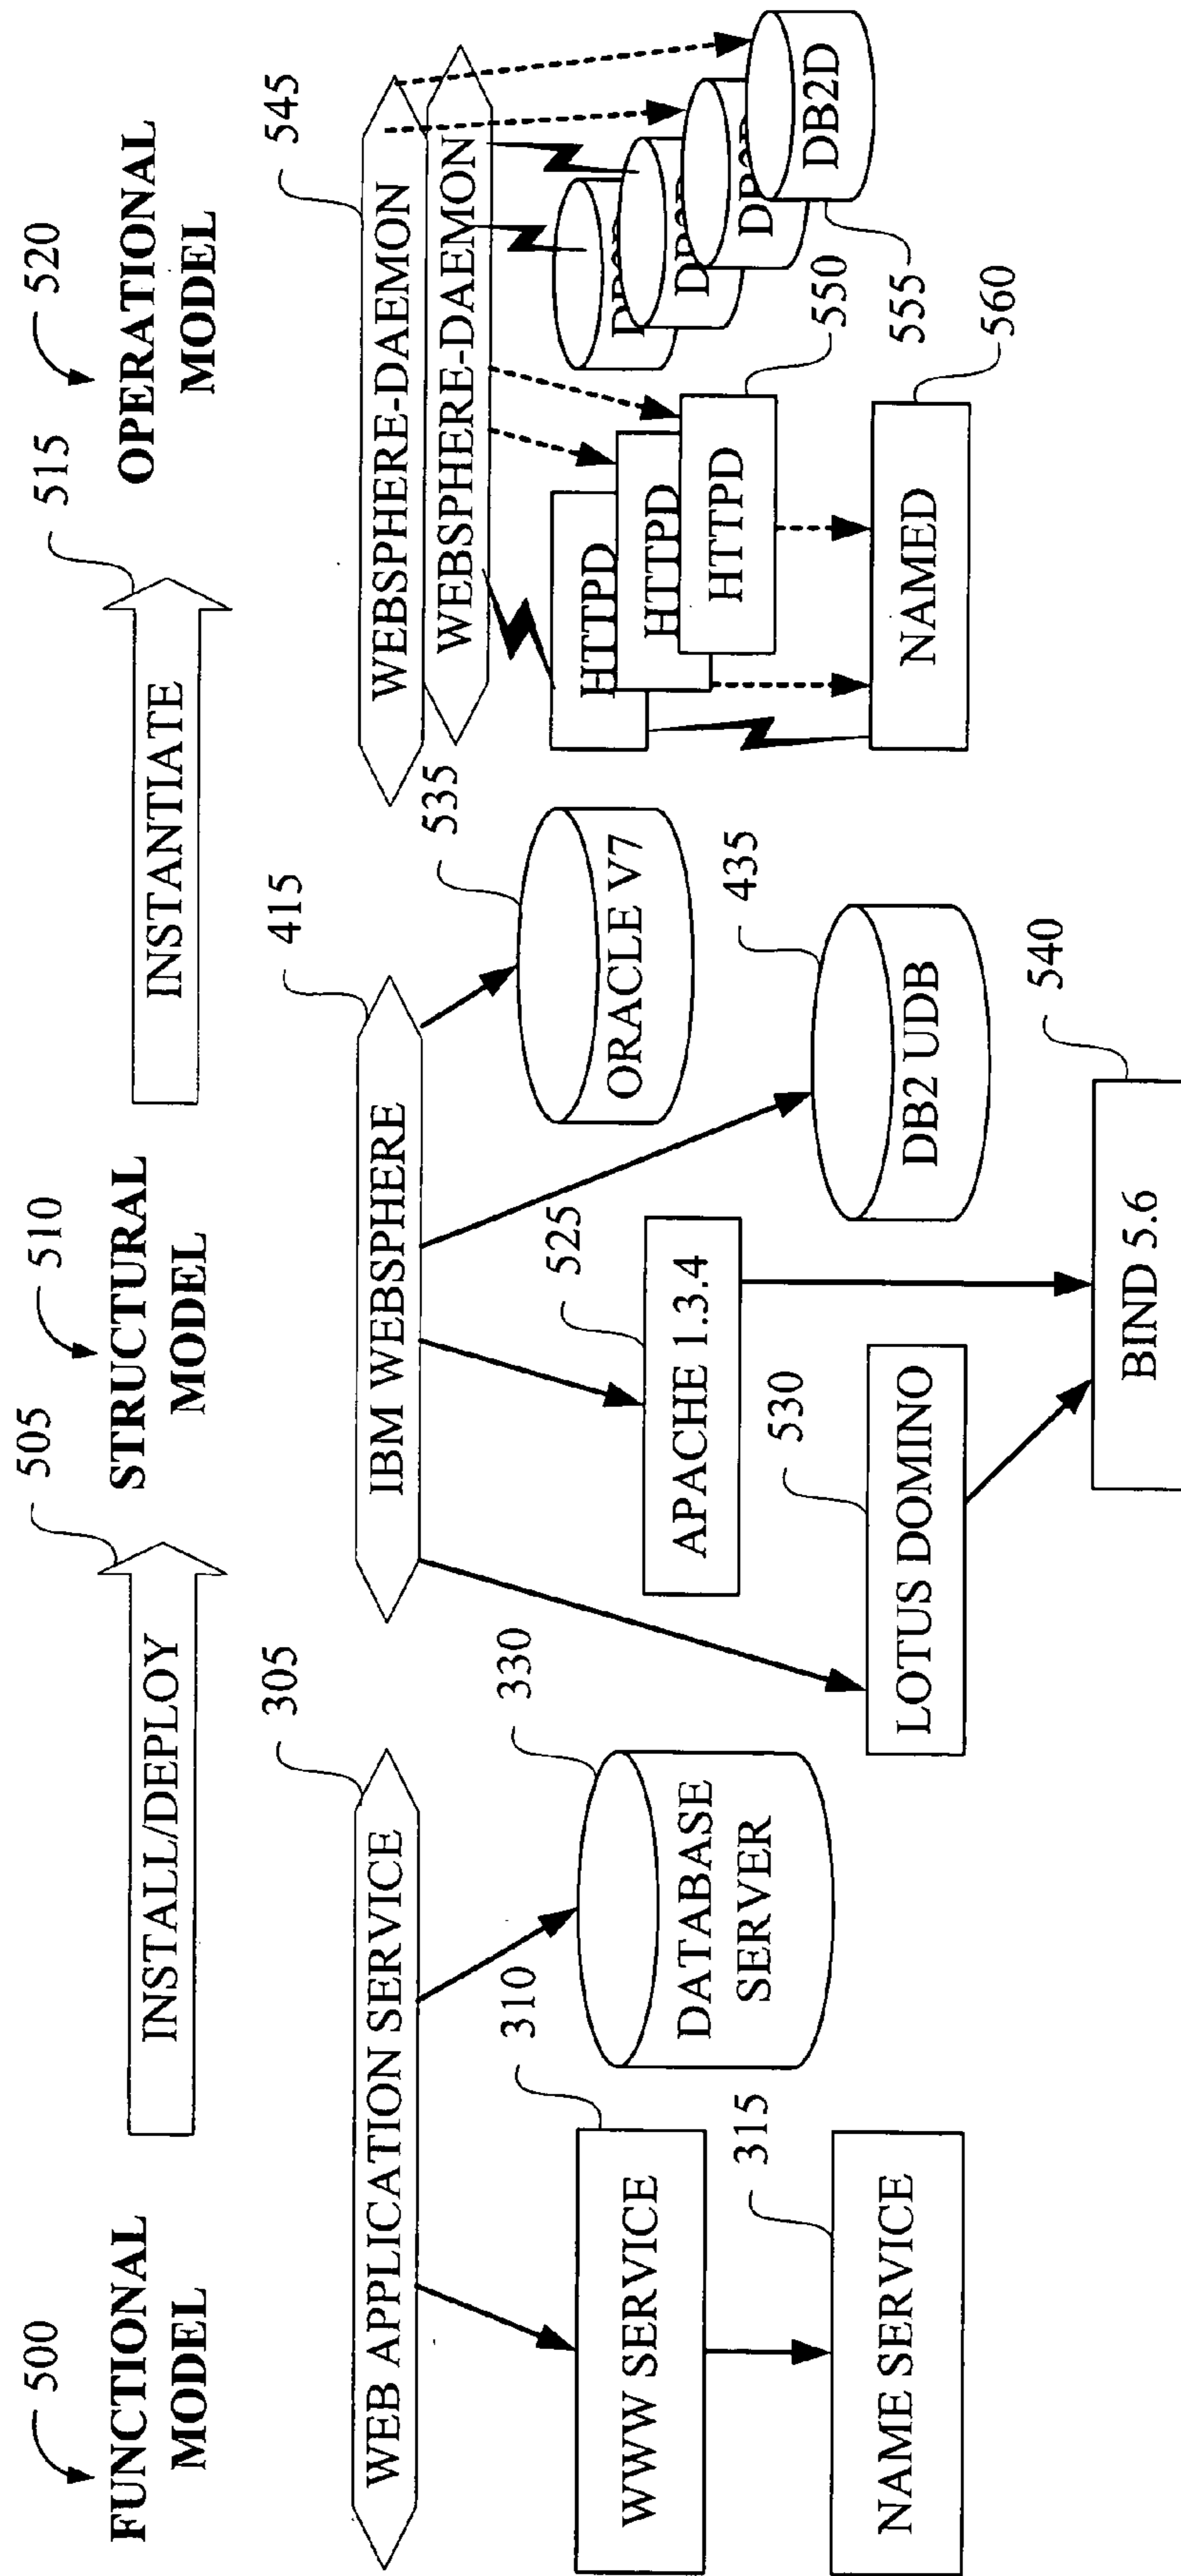 500
FUNCTIONAL
MODEL
INSTALL/DEPLOY
505
510
STRUCTURAL
MODEL
INSTANTIATE
515
520
OPERATIONAL
MODEL
WEB APPLICATION SERVICE
305
WWW SERVICE
310
DATABASE
SERVER
330
NAME SERVICE
315
IBM WEBSPHERE
415
ORACLE V7
535
APACHE 1.3.4
525
DB2 UDB
435
LOTUS DOMINO
530
BIND 5.6
540
WEBSPHERE-DAEMON
545
WEBSPHERE-DAEMON
HTTPD
HTTPD
HTTPD
550
DB2D
555
NAMED
560